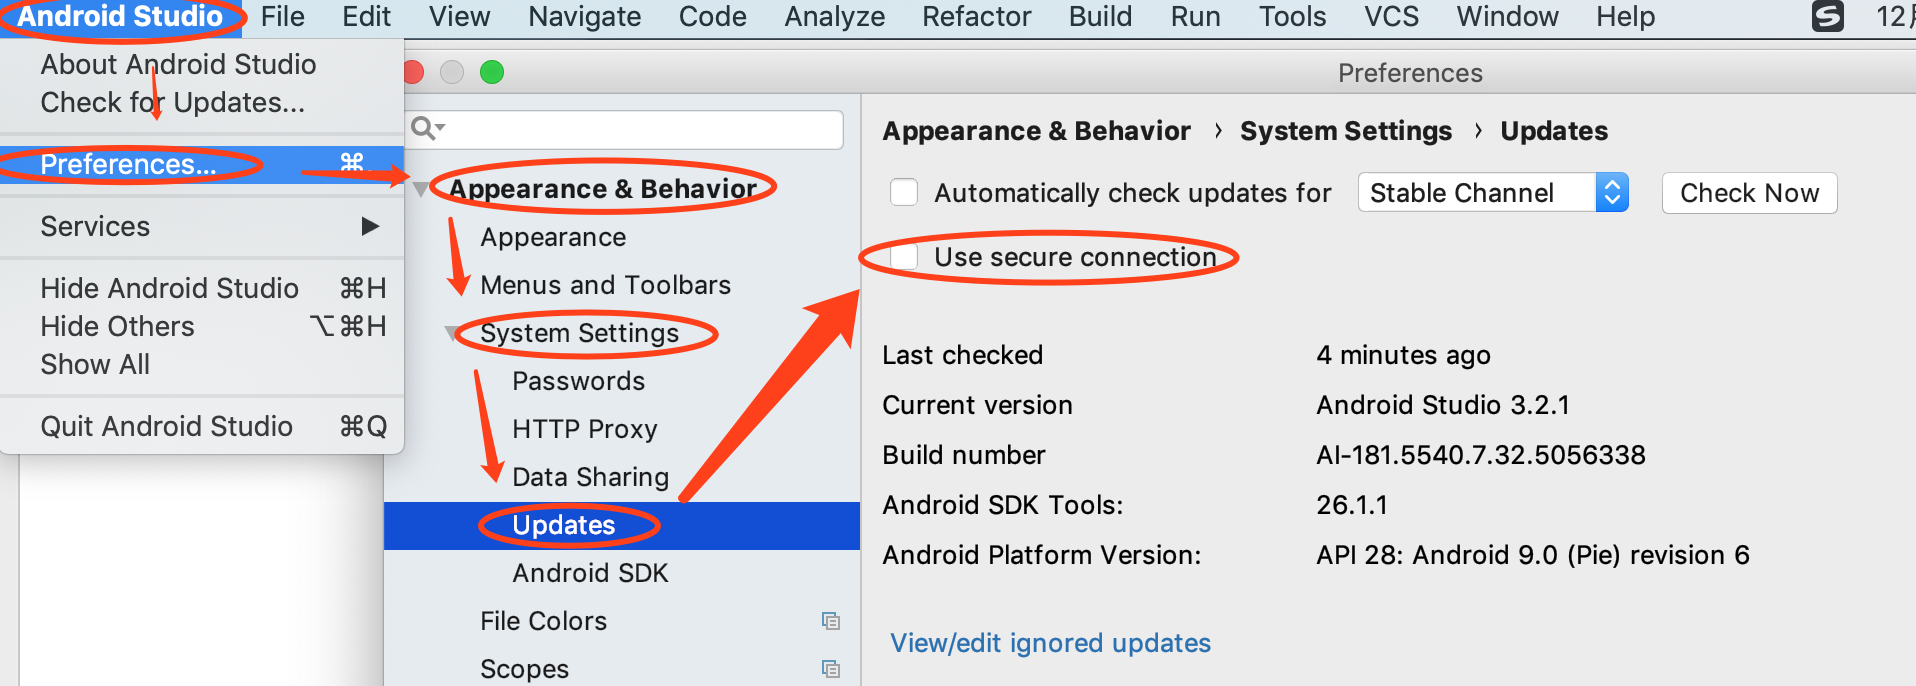 Android Studio File Edit View Navigate Code Analyze Refactor Build Run Tools VCS Window Help 12月
About Android Studio
Check for Updates...
Preferences... ⌘,
Services
Hide Android Studio ⌘H
Hide Others ⌥⌘H
Show All
Quit Android Studio ⌘Q
Preferences
Appearance & Behavior
Appearance
Menus and Toolbars
System Settings
Passwords
HTTP Proxy
Data Sharing
Updates
Android SDK
File Colors
Scopes
Appearance & Behavior › System Settings › Updates
Automatically check updates for Stable Channel Check Now
Use secure connection
Last checked 4 minutes ago
Current version Android Studio 3.2.1
Build number AI-181.5540.7.32.5056338
Android SDK Tools: 26.1.1
Android Platform Version: API 28: Android 9.0 (Pie) revision 6
View/edit ignored updates